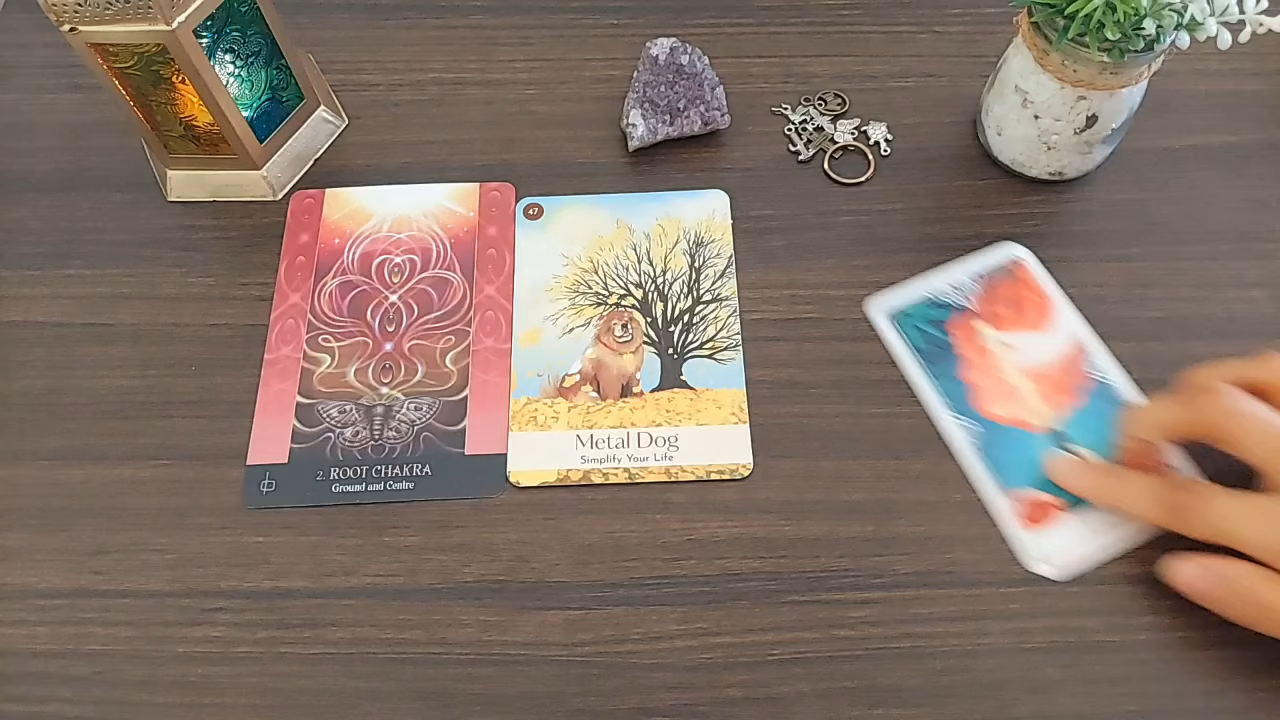 2. ROOT CHAKRA
Ground and Centre
47
Metal Dog
Simplify Your Life